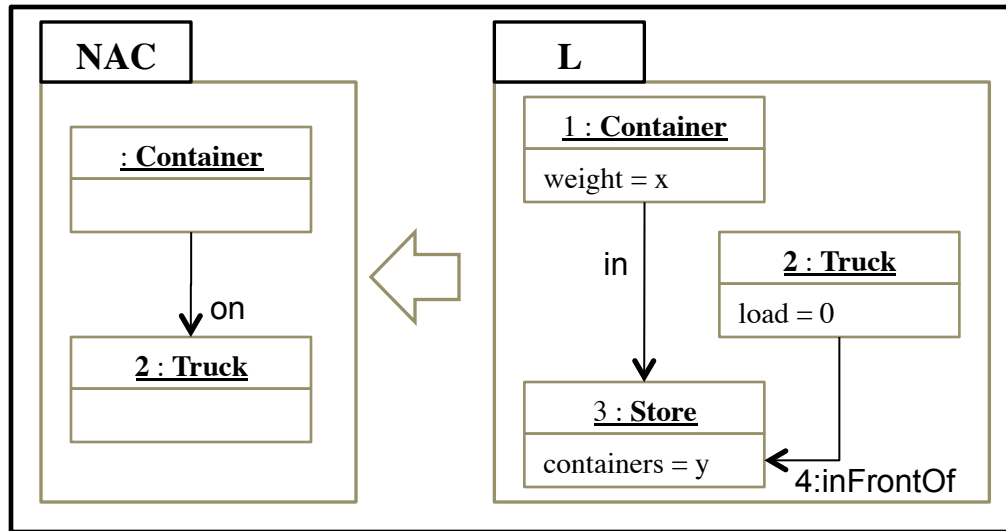 NAC
: Container
on
2 : Truck
L
1 : Container
weight = x
in
2 : Truck
load = 0
3 : Store
containers = y
4:inFrontOf